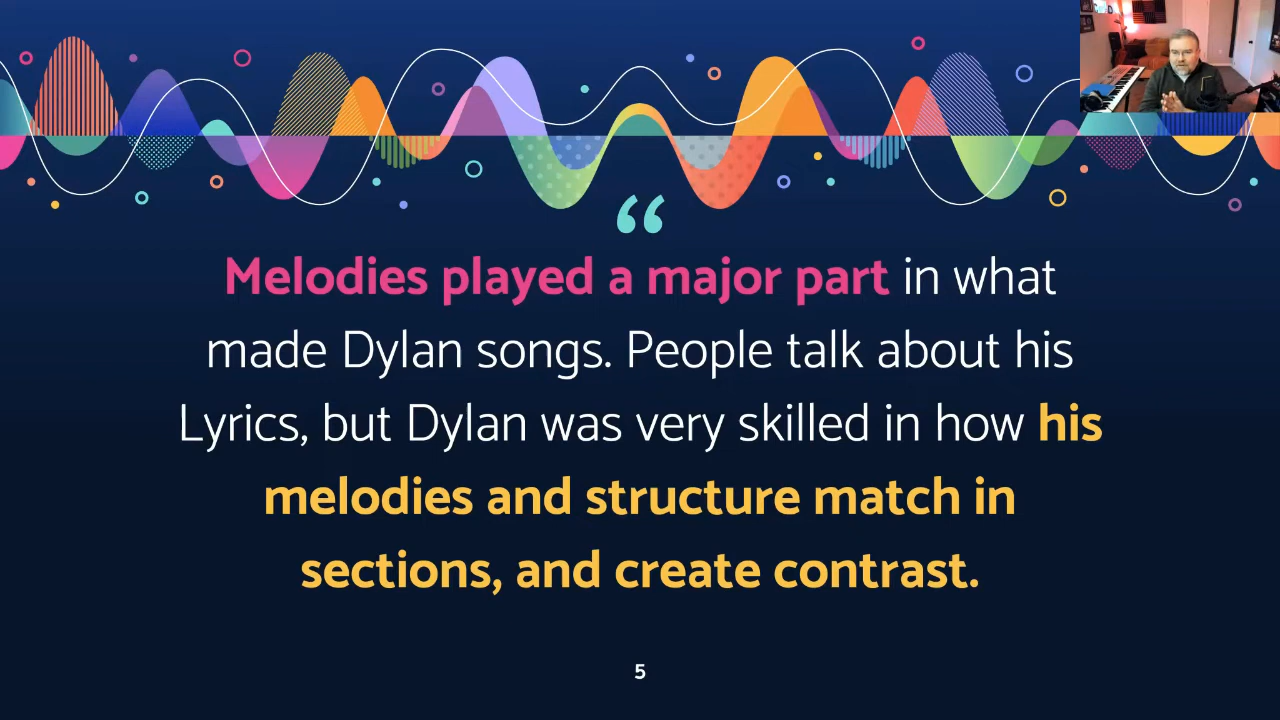 “
Melodies played a major part in what
made Dylan songs. People talk about his
Lyrics, but Dylan was very skilled in how his
melodies and structure match in
sections, and create contrast.
5